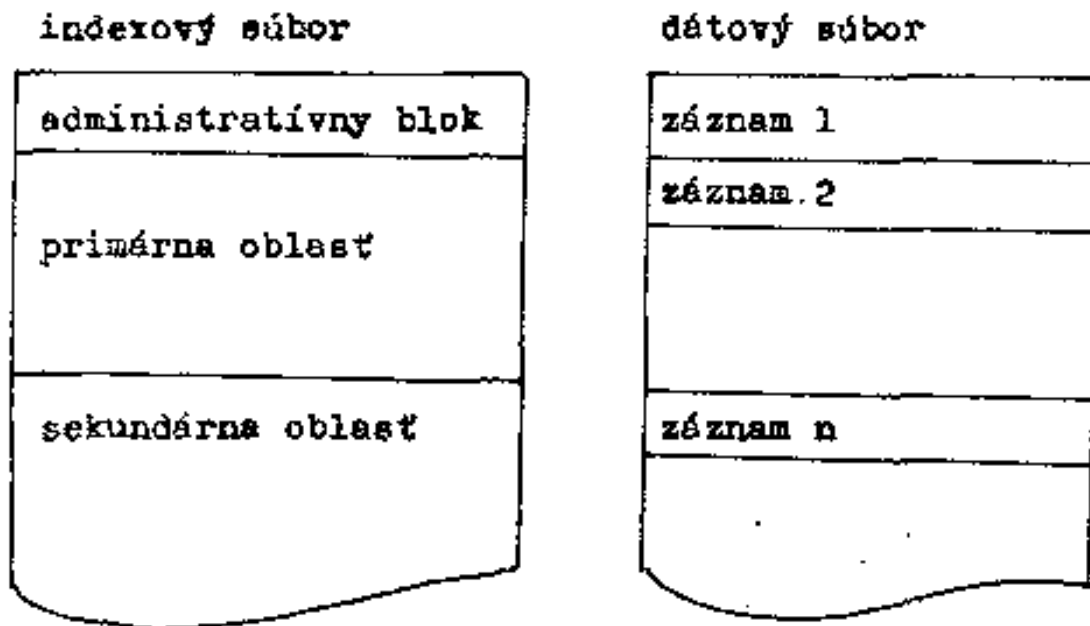 indexový súbor
administratívny blok
primárna oblasť
sekundárna oblasť
dátový súbor
záznam 1
záznam 2
záznam n